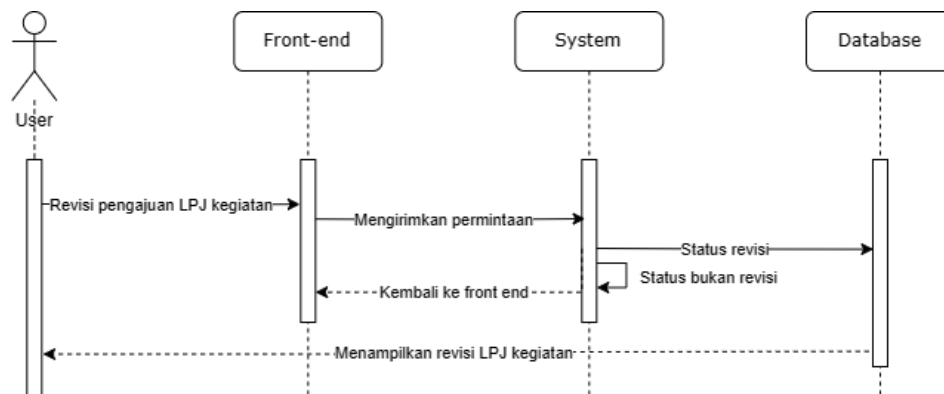 Front-end
System
Database
User
Revisi pengajuan LPJ kegiatan
Mengirimkan permintaan
Status revisi
Status bukan revisi
Kembali ke front end
Menampilkan revisi LPJ kegiatan